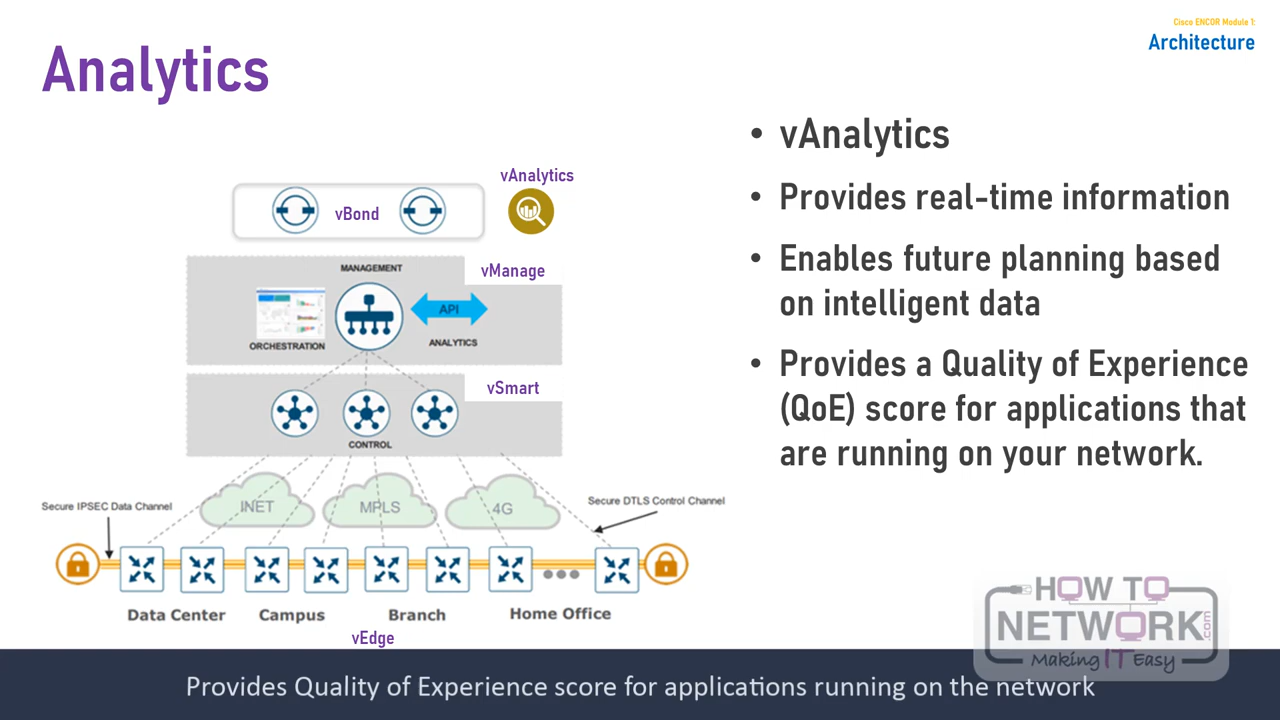 Cisco ENCOR Module 1:
Architecture
Analytics
• vAnalytics
• Provides real-time information
• Enables future planning based
on intelligent data
• Provides a Quality of Experience
(QoE) score for applications that
are running on your network.
vAnalytics
vBond
MANAGEMENT
vManage
API
ORCHESTRATION
ANALYTICS
vSmart
CONTROL
INET
MPLS
4G
Secure IPSEC Data Channel
Secure DTLS Control Channel
Data Center
Campus
Branch
Home Office
vEdge
HOW TO
NETWORK.com
Making IT Easy
Provides Quality of Experience score for applications running on the network